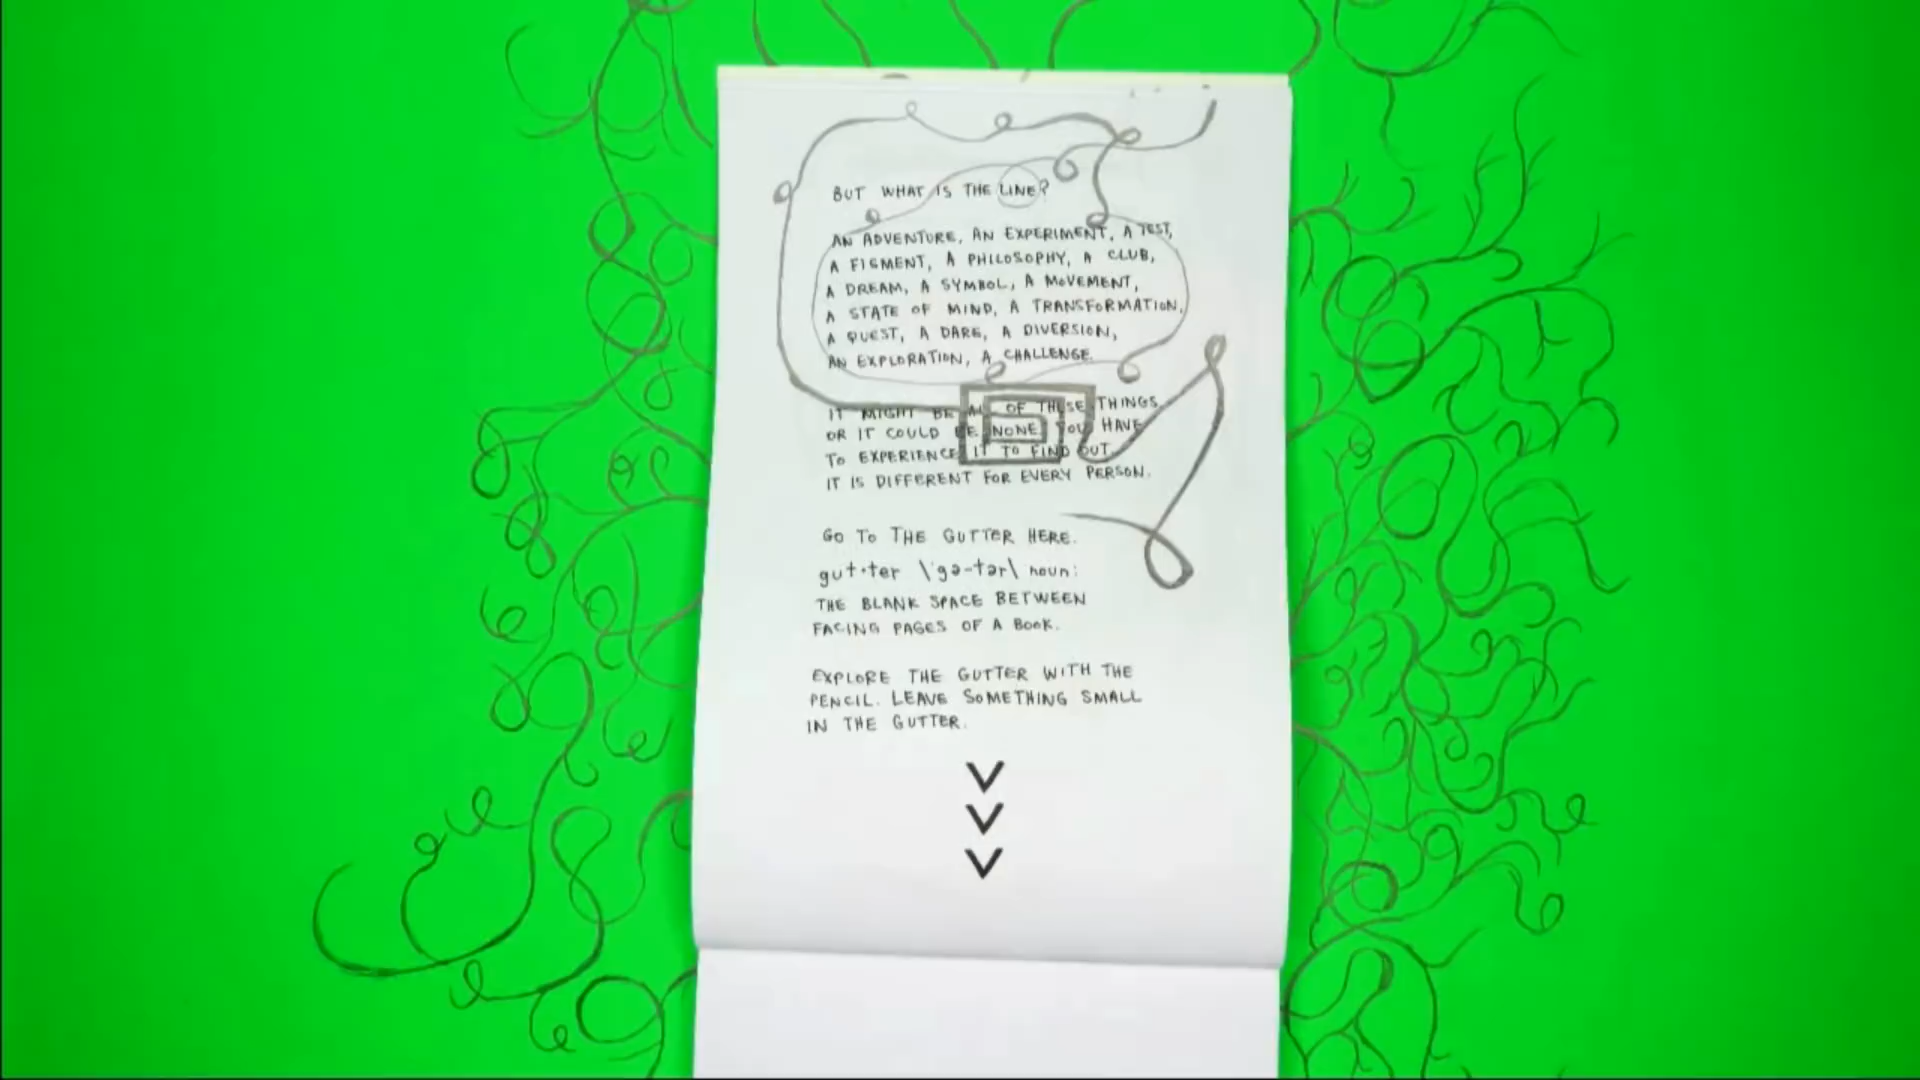 BUT WHAT IS THE LINE?
AN ADVENTURE, AN EXPERIMENT, A TEST,
A FIGMENT, A PHILOSOPHY, A CLUB,
A DREAM, A SYMBOL, A MOVEMENT,
A STATE OF MIND, A TRANSFORMATION,
A QUEST, A DARE, A DIVERSION,
AN EXPLORATION, A CHALLENGE.
IT MIGHT BE ALL OF THESE THINGS
OR IT COULD BE NONE. YOU HAVE
TO EXPERIENCE IT TO FIND OUT.
IT IS DIFFERENT FOR EVERY PERSON.
GO TO THE GUTTER HERE.
gut·ter \'gə-tər\ noun:
THE BLANK SPACE BETWEEN
FACING PAGES OF A BOOK.
EXPLORE THE GUTTER WITH THE
PENCIL. LEAVE SOMETHING SMALL
IN THE GUTTER.